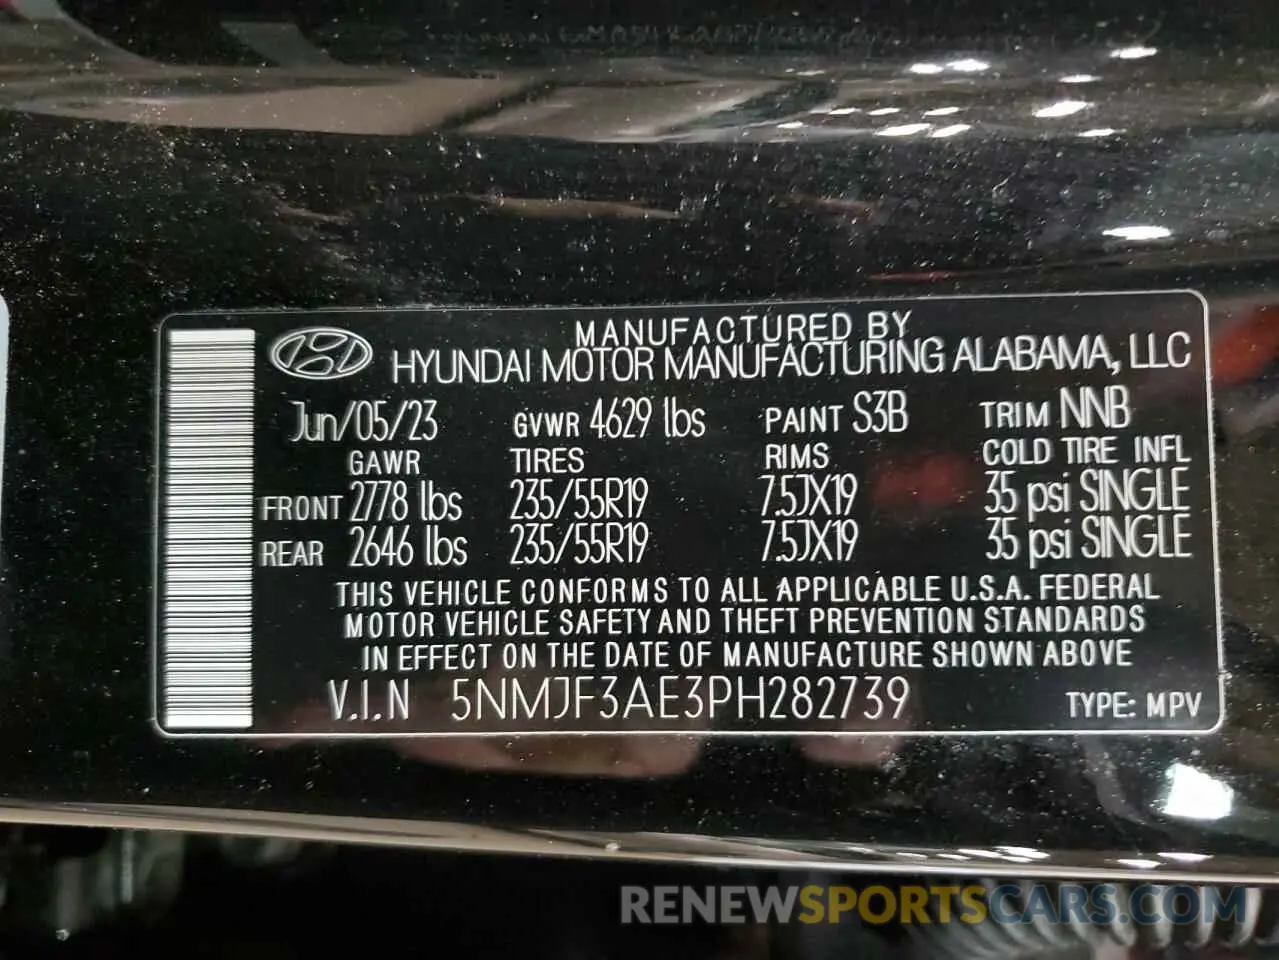 MANUFACTURED BY
HYUNDAI MOTOR MANUFACTURING ALABAMA, LLC
Jun/05/23 GVWR 4629 lbs PAINT S3B TRIM NNB
GAWR TIRES RIMS COLD TIRE INFL
FRONT 2778 lbs 235/55R19 7.5JX19 35 psi SINGLE
REAR 2646 lbs 235/55R19 7.5JX19 35 psi SINGLE
THIS VEHICLE CONFORMS TO ALL APPLICABLE U.S.A. FEDERAL
MOTOR VEHICLE SAFETY AND THEFT PREVENTION STANDARDS
IN EFFECT ON THE DATE OF MANUFACTURE SHOWN ABOVE
V.I.N 5NMJF3AE3PH282739 TYPE: MPV
RENEWSPORTSCARS.COM